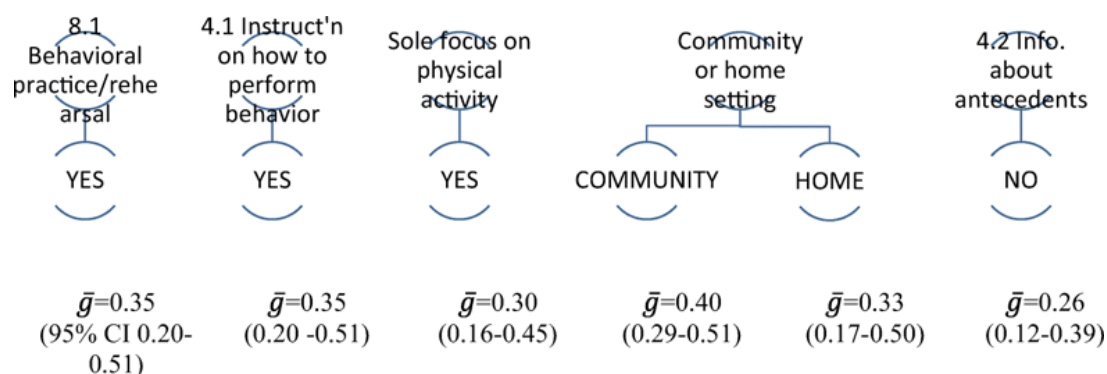 8.1
Behavioral
practice/rehe
arsal
4.1 Instruct'n
on how to
perform
behavior
Sole focus on
physical
activity
Community
or home
setting
4.2 Info.
about
antecedents
YES
YES
YES
COMMUNITY
HOME
NO
g̅=0.35
(95% CI 0.20-
0.51)
g̅=0.35
(0.20 -0.51)
g̅=0.30
(0.16-0.45)
g̅=0.40
(0.29-0.51)
g̅=0.33
(0.17-0.50)
g̅=0.26
(0.12-0.39)